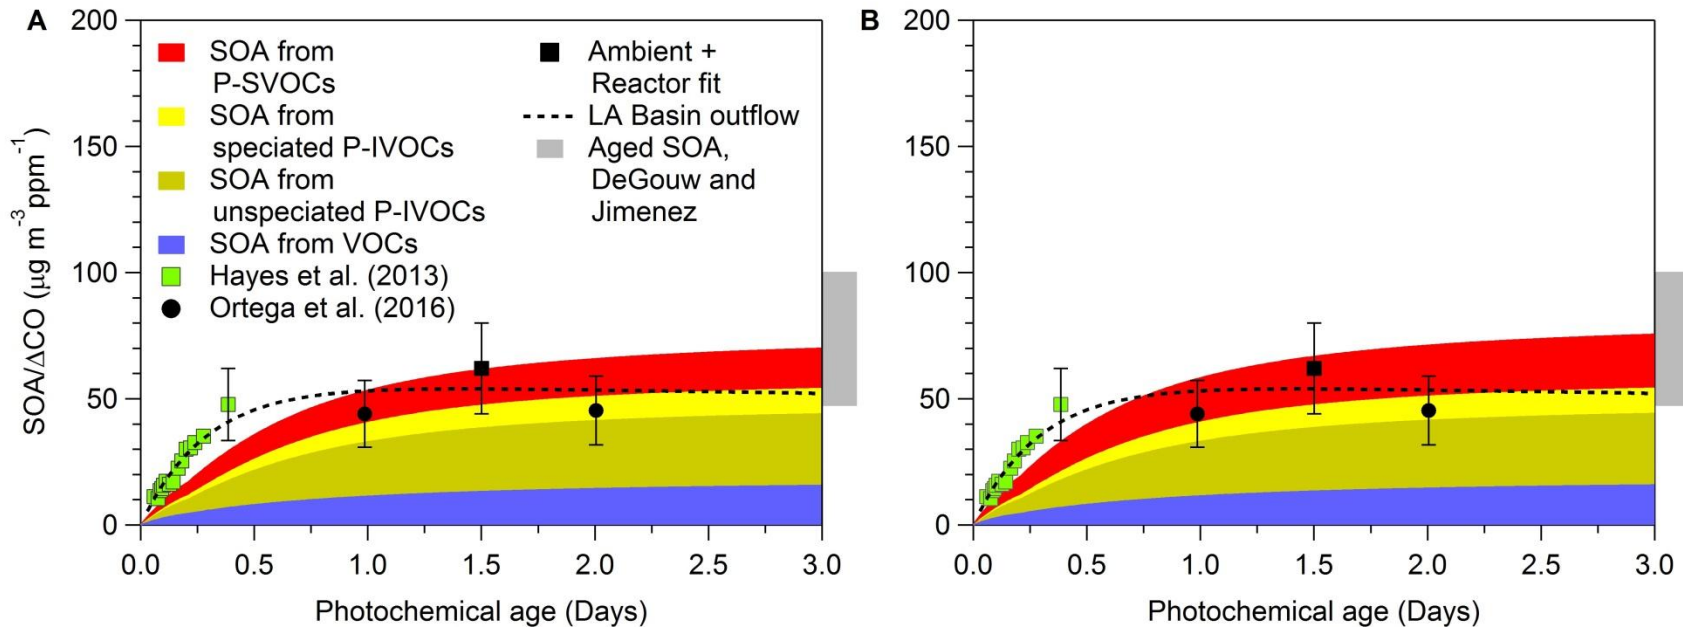 A
B
200
150
100
50
0
SOA/ΔCO (μg m⁻³ ppm⁻¹)
SOA from
P-SVOCs
SOA from
speciated P-IVOCs
SOA from
unspeciated P-IVOCs
SOA from VOCs
Hayes et al. (2013)
Ortega et al. (2016)
Ambient +
Reactor fit
LA Basin outflow
Aged SOA,
DeGouw and
Jimenez
0.0 0.5 1.0 1.5 2.0 2.5 3.0
Photochemical age (Days)
200
150
100
50
0
0.0 0.5 1.0 1.5 2.0 2.5 3.0
Photochemical age (Days)